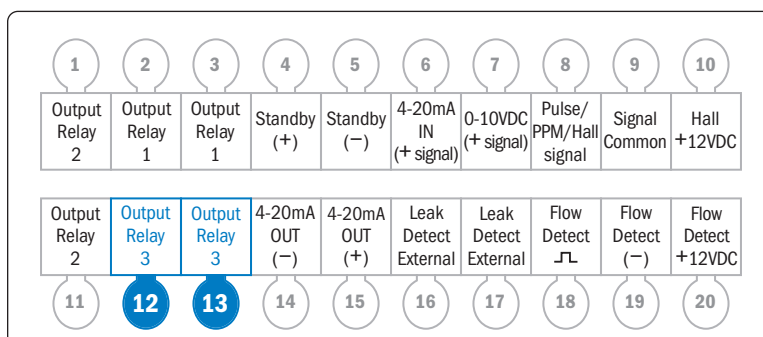 1 2 3 4 5 6 7 8 9 10
Output Relay 2
Output Relay 1
Output Relay 1
Standby (+)
Standby (−)
4-20mA IN (+ signal)
0-10VDC (+ signal)
Pulse/ PPM/Hall signal
Signal Common
Hall +12VDC
Output Relay 2
Output Relay 3
Output Relay 3
4-20mA OUT (−)
4-20mA OUT (+)
Leak Detect External
Leak Detect External
Flow Detect
Flow Detect (−)
Flow Detect +12VDC
11 12 13 14 15 16 17 18 19 20